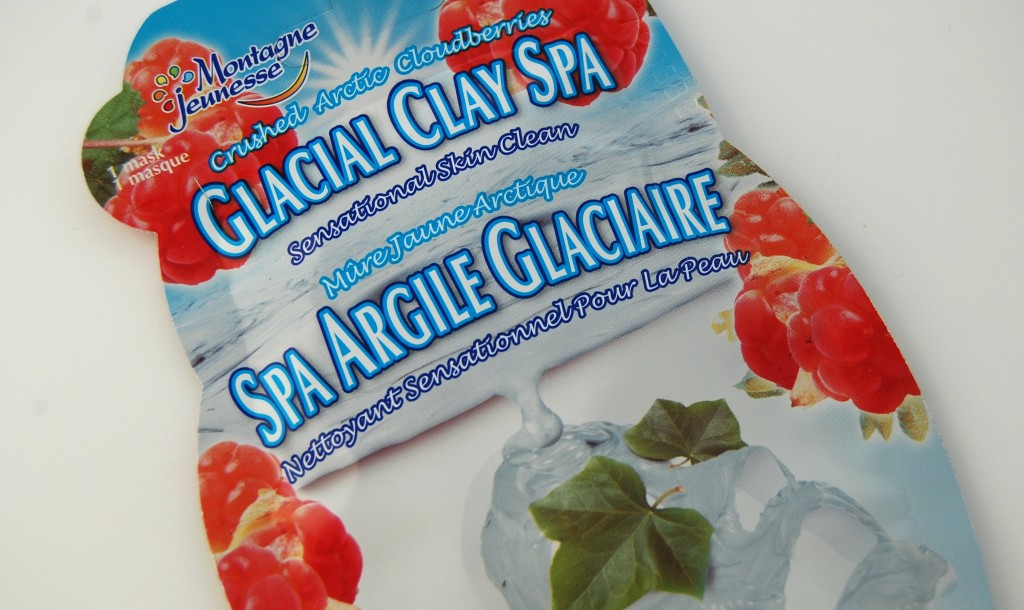 Montagne
Jeunesse
1 mask
1 masque
Crushed Arctic Cloudberries
GLACIAL CLAY SPA
Sensational Skin Clean
Mûre Jaune Arctique
SPA ARGILE GLACIAIRE
Nettoyant Sensationnel Pour La Peau